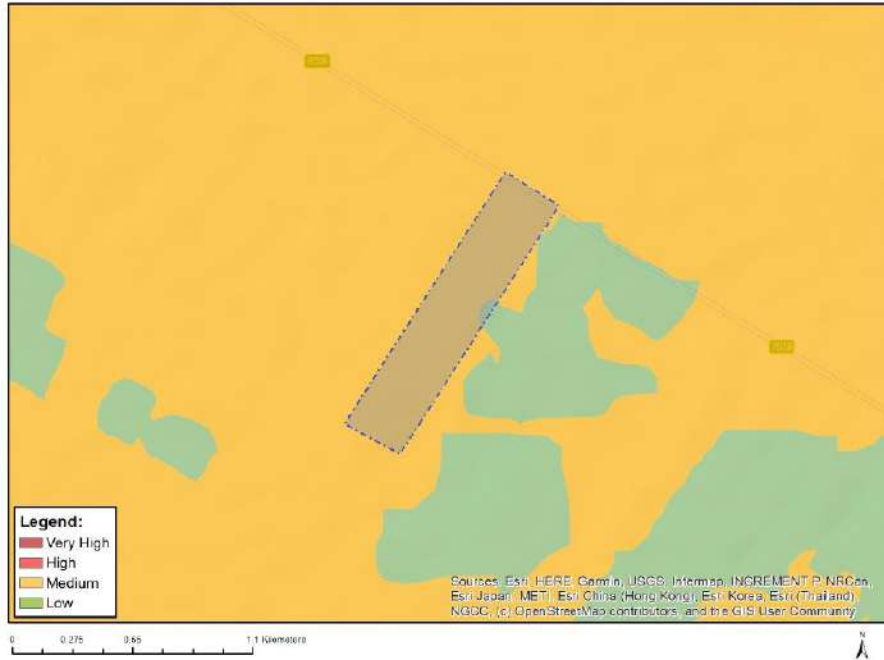 Legend:
Very High
High
Medium
Low
Sources: Esri, HERE, Garmin, USGS, Intermap, INCREMENT P, NRCan,
Esri Japan, METI, Esri China (Hong Kong), Esri Korea, Esri (Thailand),
NGCC, (c) OpenStreetMap contributors, and the GIS User Community
0 0.275 0.55 1.1 Kilometers
N